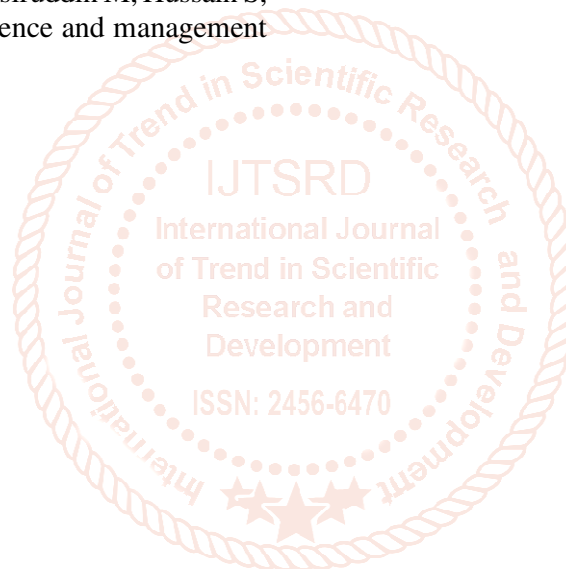 M, Hussain S,
ence and management
International Journal of Trend in Scientific Research and Development
IJTSRD
International Journal
of Trend in Scientific
Research and
Development
ISSN: 2456-6470